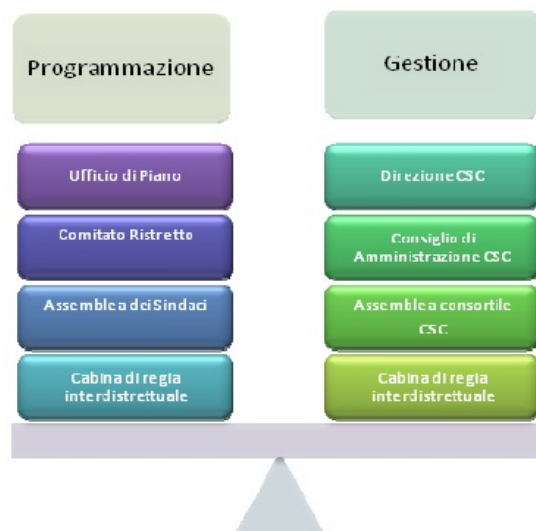 Programmazione
Ufficio di Piano
Comitato Ristretto
Assemblea dei Sindaci
Cabina di regia
interdistrettuale
Gestione
Direzione CSC
Consiglio di
Amministrazione CSC
Assemblea consortile
CSC
Cabina di regia
interdistrettuale